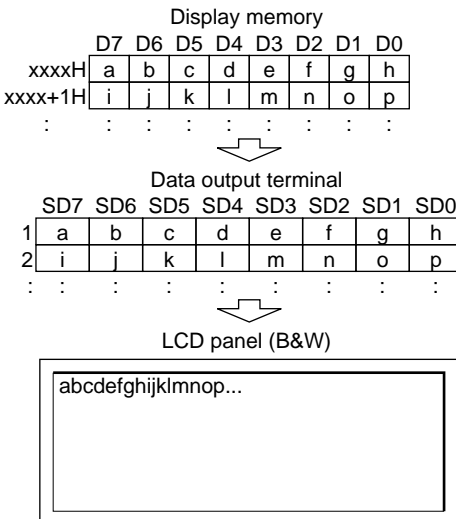 Display memory
D7 D6 D5 D4 D3 D2 D1 D0
xxxxH a b c d e f g h
xxxx+1H i j k l m n o p
: : : : : : : : :
Data output terminal
SD7 SD6 SD5 SD4 SD3 SD2 SD1 SD0
1 a b c d e f g h
2 i j k l m n o p
: : : : : : : : :
LCD panel (B&W)
abcdefghijklmnop...